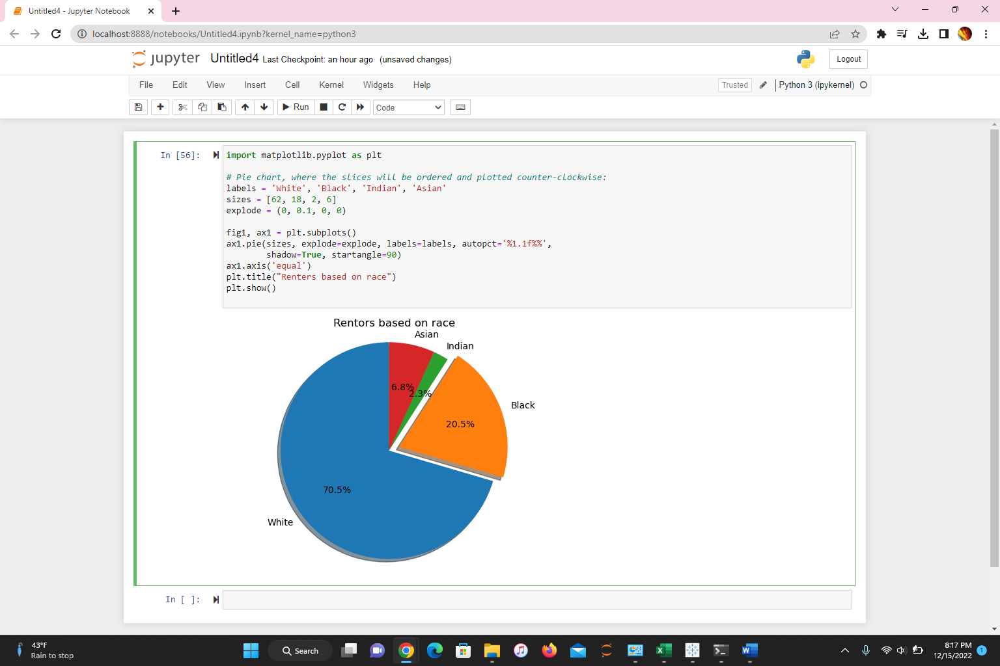 Untitled4 - Jupyter Notebook
localhost:8888/notebooks/Untitled4.ipynb?kernel_name=python3
jupyter Untitled4 Last Checkpoint: an hour ago (unsaved changes)
Logout
File Edit View Insert Cell Kernel Widgets Help
Trusted Python 3 (ipykernel)
Run Code
In [56]:
import matplotlib.pyplot as plt
# Pie chart, where the slices will be ordered and plotted counter-clockwise:
labels = 'White', 'Black', 'Indian', 'Asian'
sizes = [62, 18, 2, 6]
explode = (0, 0.1, 0, 0)
fig1, ax1 = plt.subplots()
ax1.pie(sizes, explode=explode, labels=labels, autopct='%1.1f%%',
shadow=True, startangle=90)
ax1.axis('equal')
plt.title("Renters based on race")
plt.show()
Rentors based on race
Asian
Indian
6.8%
2.3%
Black
20.5%
70.5%
White
In [ ]:
43°F
Rain to stop
Search
8:17 PM
12/15/2022
1